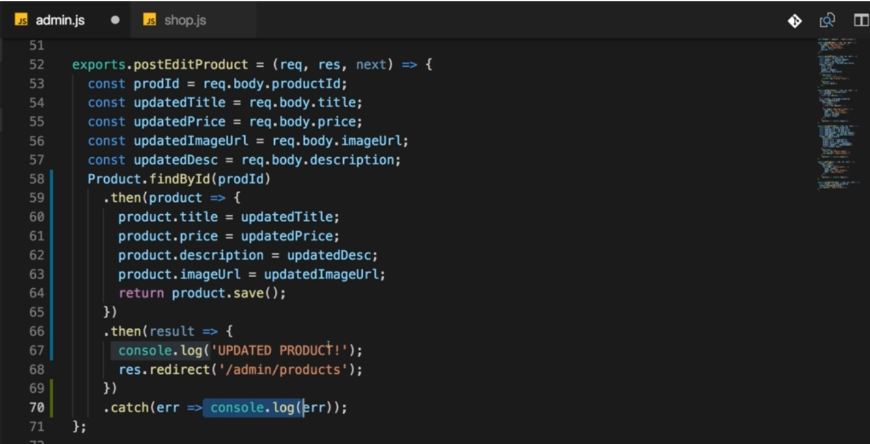 JS admin.js
JS shop.js
51
52 exports.postEditProduct = (req, res, next) => {
53 const prodId = req.body.productId;
54 const updatedTitle = req.body.title;
55 const updatedPrice = req.body.price;
56 const updatedImageUrl = req.body.imageUrl;
57 const updatedDesc = req.body.description;
58 Product.findById(prodId)
59 .then(product => {
60 product.title = updatedTitle;
61 product.price = updatedPrice;
62 product.description = updatedDesc;
63 product.imageUrl = updatedImageUrl;
64 return product.save();
65 })
66 .then(result => {
67 console.log('UPDATED PRODUCT!');
68 res.redirect('/admin/products');
69 })
70 .catch(err => console.log(err));
71 };